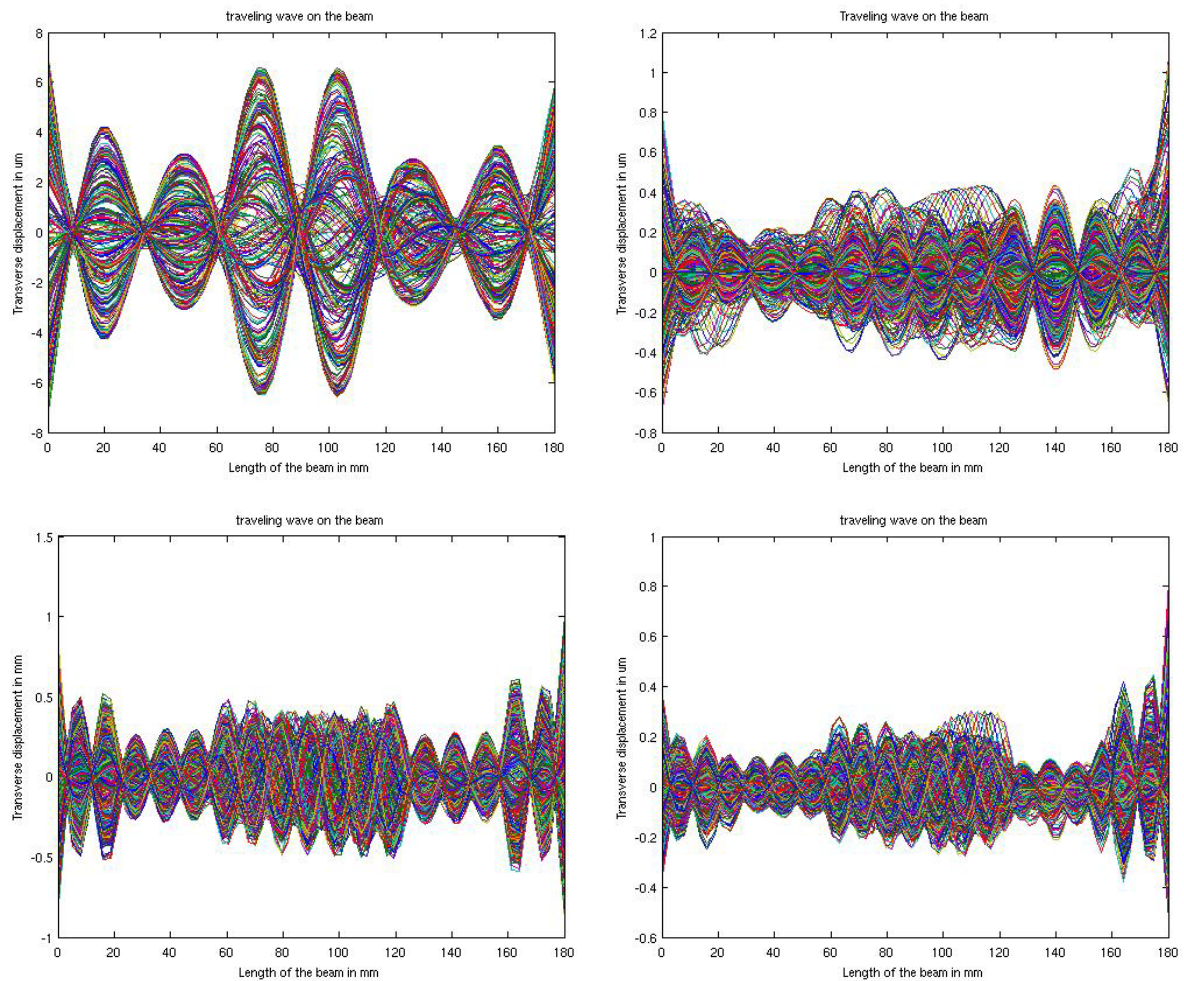 traveling wave on the beam
8
6
4
2
0
-2
-4
-6
-8
Transverse displacement in um
0 20 40 60 80 100 120 140 160 180
Length of the beam in mm
Traveling wave on the beam
1.2
1
0.8
0.6
0.4
0.2
0
-0.2
-0.4
-0.6
-0.8
Transverse displacement in um
0 20 40 60 80 100 120 140 160 180
Length of the beam in mm
traveling wave on the beam
1.5
1
0.5
0
-0.5
-1
Transverse displacement in mm
0 20 40 60 80 100 120 140 160 180
Length of the beam in mm
traveling wave on the beam
1
0.8
0.6
0.4
0.2
0
-0.2
-0.4
-0.6
Transverse displacement in um
0 20 40 60 80 100 120 140 160 180
Length of the beam in mm